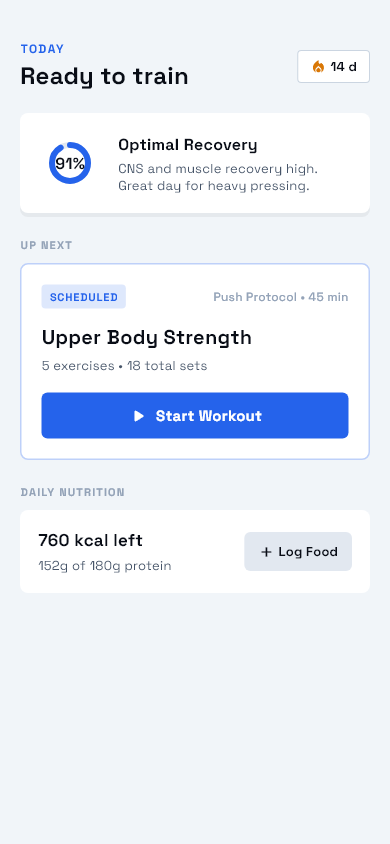 TODAY
Ready to train
14 d
91%
Optimal Recovery
CNS and muscle recovery high.
Great day for heavy pressing.
UP NEXT
SCHEDULED
Push Protocol • 45 min
Upper Body Strength
5 exercises • 18 total sets
Start Workout
DAILY NUTRITION
760 kcal left
152g of 180g protein
Log Food